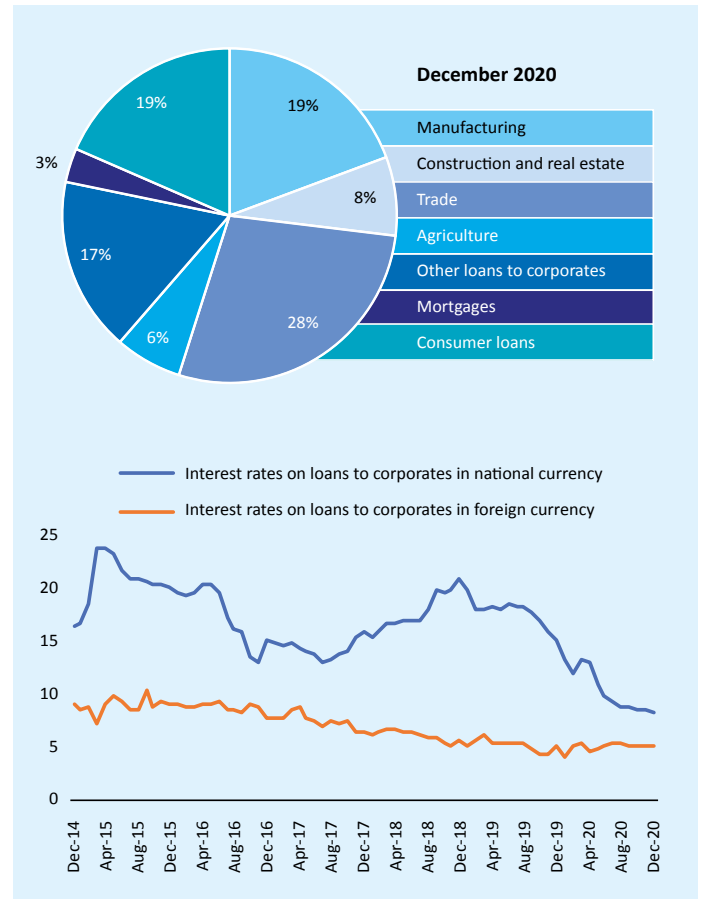 December 2020
19%
19%
3%
8%
17%
28%
6%
Manufacturing
Construction and real estate
Trade
Agriculture
Other loans to corporates
Mortgages
Consumer loans
Interest rates on loans to corporates in national currency
Interest rates on loans to corporates in foreign currency
25
20
15
10
5
0
Dec-14
Apr-15
Aug-15
Dec-15
Apr-16
Aug-16
Dec-16
Apr-17
Aug-17
Dec-17
Apr-18
Aug-18
Dec-18
Apr-19
Aug-19
Dec-19
Apr-20
Aug-20
Dec-20